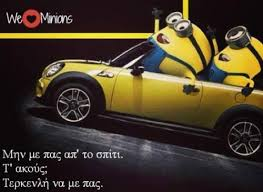 We ❤ Minions
Μην με πας απ' το σπίτι.
Τ' ακούς;
Τερκενλή να με πας.